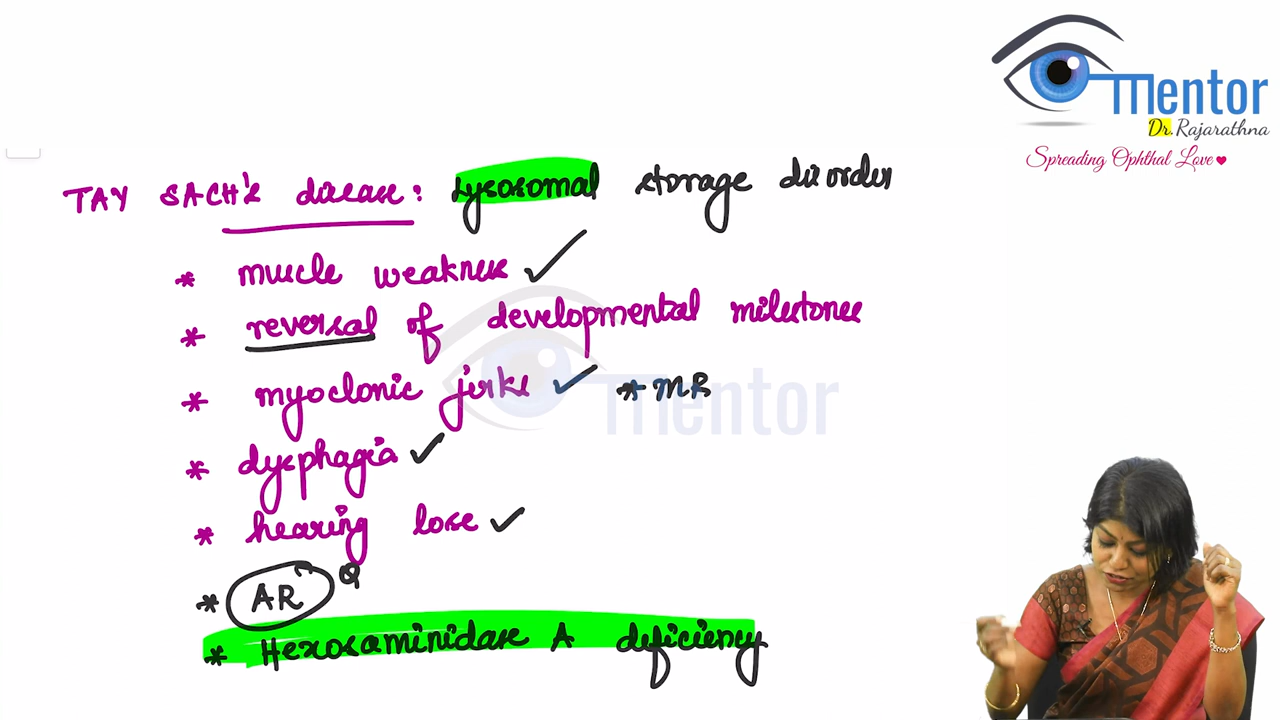 mentor
Dr. Rajarathna
Spreading Ophthal Love
TAY SACH's disease: Lysosomal storage disorder
* muscle weakness ✓
* reversal of developmental milestones
* myoclonic jerks ✓ * MR
mentor
* dysphagia ✓
* hearing loss ✓
* AR Q
* Hexosaminidase A deficiency